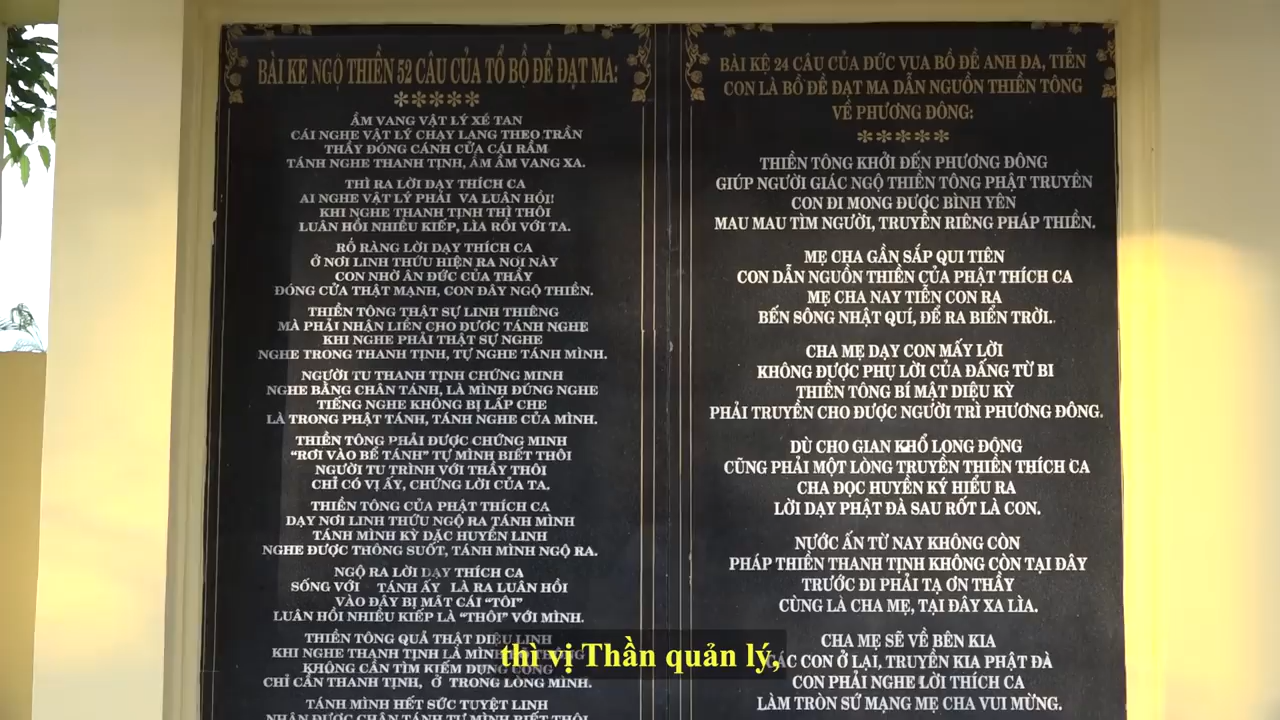 BÀI KỆ NGỘ THIỀN 52 CÂU CỦA TỔ BỒ ĐỀ ĐẠT MA:
ẦM VANG VẬT LÝ XÉ TAN
CÁI NGHE VẬT LÝ CHẠY LANG THEO TRẦN
THẦY ĐÓNG CÁNH CỬA CÁI RẦM
TÁNH NGHE THANH TỊNH, ẦM ẦM VANG XA.
THÌ RA LỜI DẠY THÍCH CA
AI NGHE VẬT LÝ PHẢI VA LUÂN HỒI!
KHI NGHE THANH TỊNH THÌ THÔI
LUÂN HỒI NHIỀU KIẾP, LÌA RỒI VỚI TA.
RÕ RÀNG LỜI DẠY THÍCH CA
Ở NƠI LINH THỨU HIỆN RA NƠI NÀY
CON NHỜ ÂN ĐỨC CỦA THẦY
ĐÓNG CỬA THẬT MẠNH, CON ĐÂY NGỘ THIỀN.
THIỀN TÔNG THẬT SỰ LINH THIÊNG
MÀ PHẢI NHẬN LIỀN CHO ĐƯỢC TÁNH NGHE
KHI NGHE PHẢI THẬT SỰ NGHE
NGHE TRONG THANH TỊNH, TỰ NGHE TÁNH MÌNH.
NGƯỜI TU THANH TỊNH CHỨNG MINH
NGHE BẰNG CHÂN TÁNH, LÀ MÌNH ĐÚNG NGHE
TIẾNG NGHE KHÔNG BỊ LẤP CHE
LÀ TRONG PHẬT TÁNH, TÁNH NGHE CỦA MÌNH.
THIỀN TÔNG PHẢI ĐƯỢC CHỨNG MINH
“RƠI VÀO BỂ TÁNH” TỰ MÌNH BIẾT THÔI
NGƯỜI TU TRÌNH VỚI THẦY THÔI
CHỈ CÓ VỊ ẤY, CHỨNG LỜI CỦA TA.
THIỀN TÔNG CỦA PHẬT THÍCH CA
DẠY NƠI LINH THỨU NGỘ RA TÁNH MÌNH
TÁNH MÌNH KỲ ĐẶC HUYỀN LINH
NGHE ĐƯỢC THÔNG SUỐT, TÁNH MÌNH NGỘ RA.
NGỘ RA LỜI DẠY THÍCH CA
SỐNG VỚI TÁNH ẤY LÀ RA LUÂN HỒI
VÀO ĐÂY BỊ MẤT CÁI “TÔI”
LUÂN HỒI NHIỀU KIẾP LÀ “THÔI” VỚI MÌNH.
THIỀN TÔNG QUẢ THẬT DIỆU LINH
KHI NGHE THANH TỊNH LÀ MÌNH THÔNG
KHÔNG CẦN TÌM KIẾM DỤNG CÔNG
CHỈ CẦN THANH TỊNH, Ở TRONG LÒNG MÌNH.
TÁNH MÌNH HẾT SỨC TUYỆT LINH
NHẬN ĐƯỢC CHÂN TÁNH TỰ MÌNH BIẾT THÔI
BÀI KỆ 24 CÂU CỦA ĐỨC VUA BỒ ĐỀ ANH ĐA, TIỄN
CON LÀ BỒ ĐỀ ĐẠT MA DẪN NGUỒN THIỀN TÔNG
VỀ PHƯƠNG ĐÔNG:
THIỀN TÔNG KHỞI ĐẾN PHƯƠNG ĐÔNG
GIÚP NGƯỜI GIÁC NGỘ THIỀN TÔNG PHẬT TRUYỀN
CON ĐI MONG ĐƯỢC BÌNH YÊN
MAU MAU TÌM NGƯỜI, TRUYỀN RIÊNG PHÁP THIỀN.
MẸ CHA GẦN SẮP QUI TIÊN
CON DẪN NGUỒN THIỀN CỦA PHẬT THÍCH CA
MẸ CHA NAY TIỄN CON RA
BẾN SÔNG NHẬT QUÍ, ĐỂ RA BIỂN TRỜI.
CHA MẸ DẠY CON MẤY LỜI
KHÔNG ĐƯỢC PHỤ LỜI CỦA ĐẤNG TỪ BI
THIỀN TÔNG BÍ MẬT DIỆU KỲ
PHẢI TRUYỀN CHO ĐƯỢC NGƯỜI TRÌ PHƯƠNG ĐÔNG.
DÙ CHO GIAN KHỔ LONG ĐỘNG
CŨNG PHẢI MỘT LÒNG TRUYỀN THIỀN THÍCH CA
CHA ĐỌC HUYỀN KÝ HIỂU RA
LỜI DẠY PHẬT ĐÀ SAU RỐT LÀ CON.
NƯỚC ẤN TỪ NAY KHÔNG CÒN
PHÁP THIỀN THANH TỊNH KHÔNG CÒN TẠI ĐÂY
TRƯỚC ĐI PHẢI TẠ ƠN THẦY
CÙNG LÀ CHA MẸ, TẠI ĐÂY XA LÌA.
CHA MẸ SẼ VỀ BÊN KIA
CÁC CON Ở LẠI, TRUYỀN KIA PHẬT ĐÀ
CON PHẢI NGHE LỜI THÍCH CA
LÀM TRÒN SỨ MẠNG MẸ CHA VUI MỪNG.
thì vị Thần quản lý,